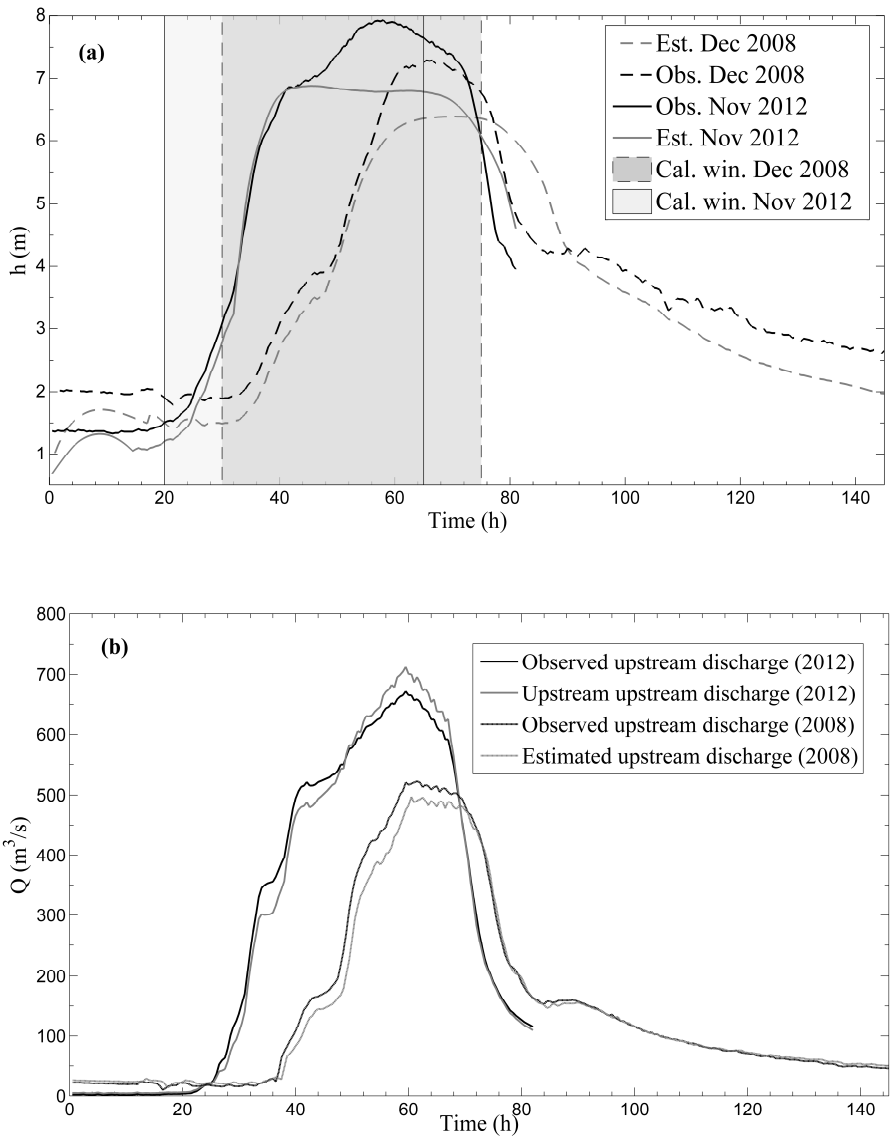 (a)
Est. Dec 2008
Obs. Dec 2008
Obs. Nov 2012
Est. Nov 2012
Cal. win. Dec 2008
Cal. win. Nov 2012
8
7
6
5
4
3
2
1
h (m)
0 20 40 60 80 100 120 140
Time (h)
(b)
Observed upstream discharge (2012)
Upstream upstream discharge (2012)
Observed upstream discharge (2008)
Estimated upstream discharge (2008)
800
700
600
500
400
300
200
100
0
Q (m³/s)
0 20 40 60 80 100 120 140
Time (h)